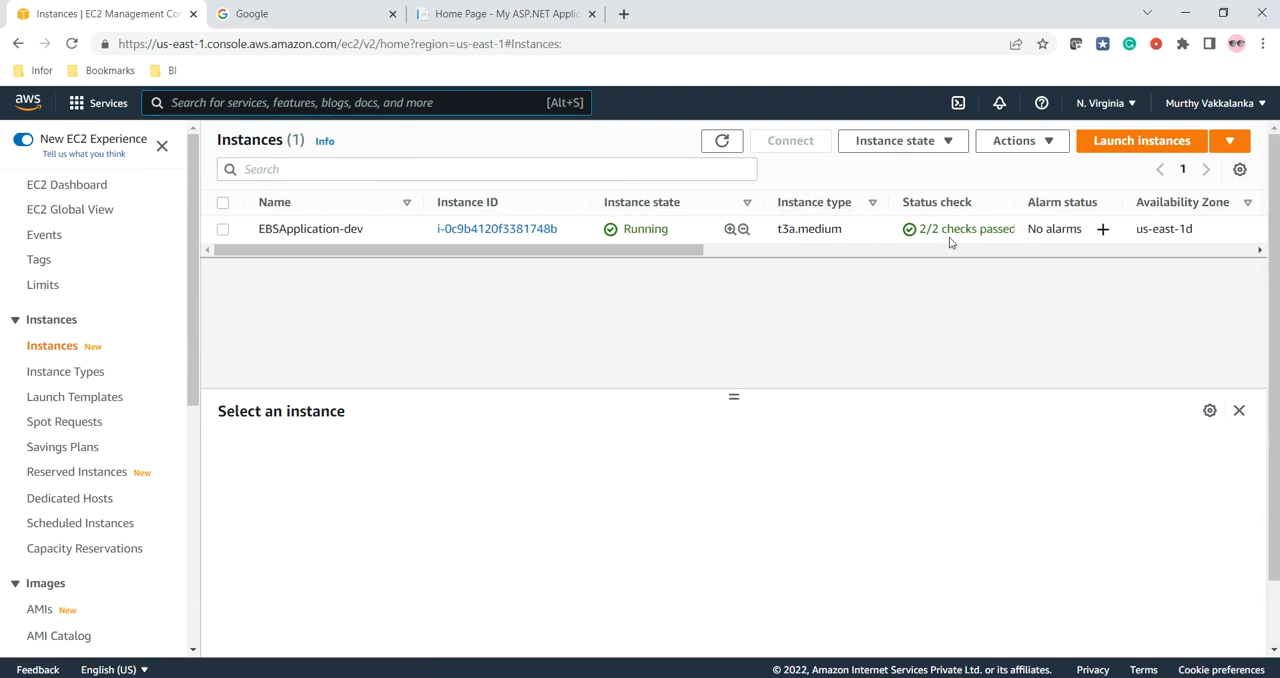 Instances | EC2 Management Con
Google
Home Page - My ASP.NET Applic
https://us-east-1.console.aws.amazon.com/ec2/v2/home?region=us-east-1#Instances:
Infor Bookmarks BI
aws Services Search for services, features, blogs, docs, and more [Alt+S] N. Virginia Murthy Vakkalanka
New EC2 Experience
Tell us what you think
EC2 Dashboard
EC2 Global View
Events
Tags
Limits
Instances
Instances New
Instance Types
Launch Templates
Spot Requests
Savings Plans
Reserved Instances New
Dedicated Hosts
Scheduled Instances
Capacity Reservations
Images
AMIs New
AMI Catalog
Instances (1) Info Connect Instance state Actions Launch instances
Search 1
Name Instance ID Instance state Instance type Status check Alarm status Availability Zone
EBSApplication-dev i-0c9b4120f3381748b Running t3a.medium 2/2 checks passed No alarms us-east-1d
Select an instance
Feedback English (US) © 2022, Amazon Internet Services Private Ltd. or its affiliates. Privacy Terms Cookie preferences